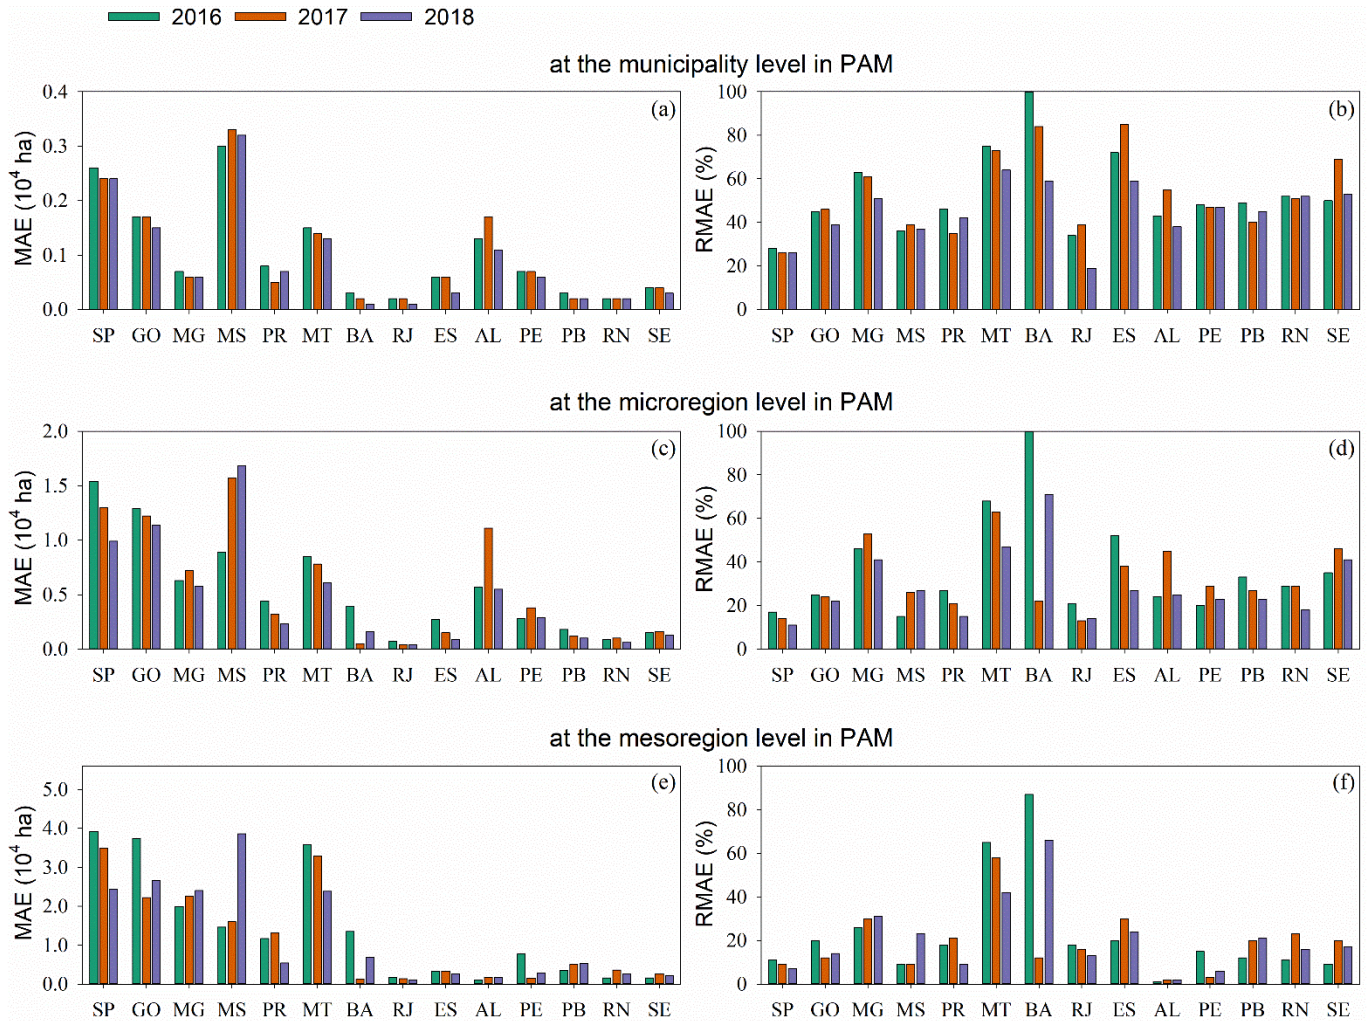 2016 2017 2018
at the municipality level in PAM
(a)
MAE (10⁴ ha)
0.4
0.3
0.2
0.1
0.0
SP GO MG MS PR MT BA RJ ES AL PE PB RN SE
(b)
RMAE (%)
100
80
60
40
20
0
SP GO MG MS PR MT BA RJ ES AL PE PB RN SE
at the microregion level in PAM
(c)
MAE (10⁴ ha)
2.0
1.5
1.0
0.5
0.0
SP GO MG MS PR MT BA RJ ES AL PE PB RN SE
(d)
RMAE (%)
100
80
60
40
20
0
SP GO MG MS PR MT BA RJ ES AL PE PB RN SE
at the mesoregion level in PAM
(e)
MAE (10⁴ ha)
5.0
4.0
3.0
2.0
1.0
0.0
SP GO MG MS PR MT BA RJ ES AL PE PB RN SE
(f)
RMAE (%)
100
80
60
40
20
0
SP GO MG MS PR MT BA RJ ES AL PE PB RN SE